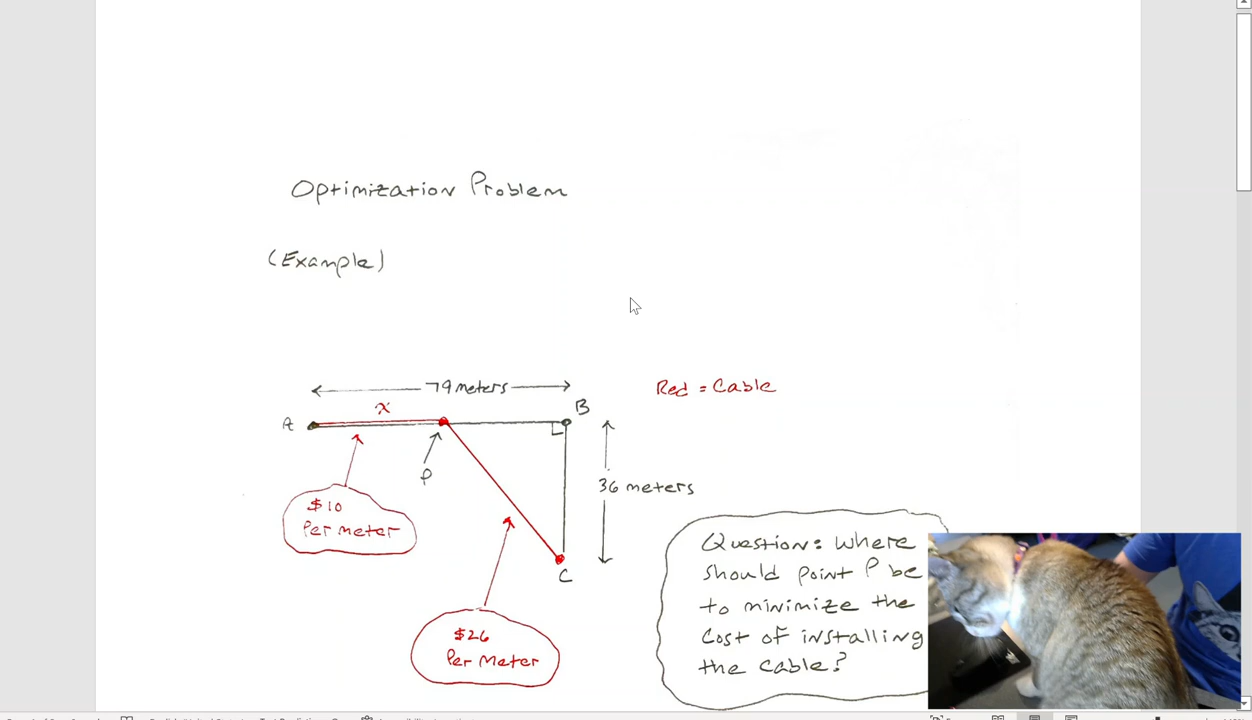 Optimization Problem
(Example)
79 meters
Red = Cable
x
A
B
P
36 meters
$10
Per meter
C
$26
Per Meter
Question: Where
should point P be
to minimize the
Cost of installing
the Cable?